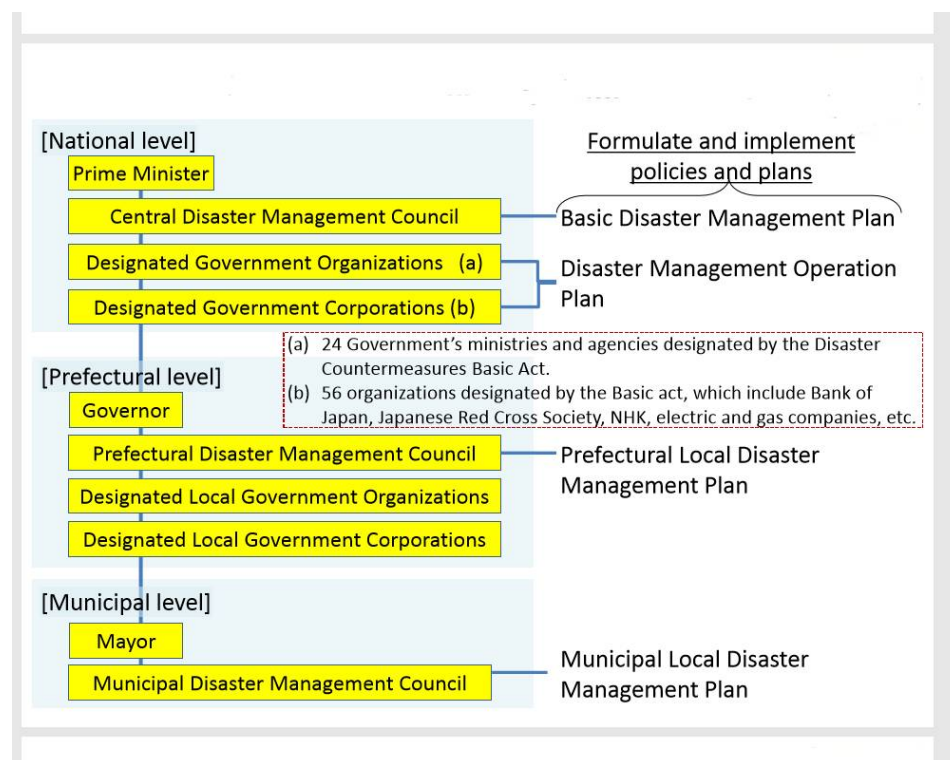 [National level]
Prime Minister
Central Disaster Management Council
Designated Government Organizations (a)
Designated Government Corporations (b)
Formulate and implement
policies and plans
Basic Disaster Management Plan
Disaster Management Operation
Plan
(a) 24 Government's ministries and agencies designated by the Disaster
Countermeasures Basic Act.
(b) 56 organizations designated by the Basic act, which include Bank of
Japan, Japanese Red Cross Society, NHK, electric and gas companies, etc.
[Prefectural level]
Governor
Prefectural Disaster Management Council
Designated Local Government Organizations
Designated Local Government Corporations
Prefectural Local Disaster
Management Plan
[Municipal level]
Mayor
Municipal Disaster Management Council
Municipal Local Disaster
Management Plan